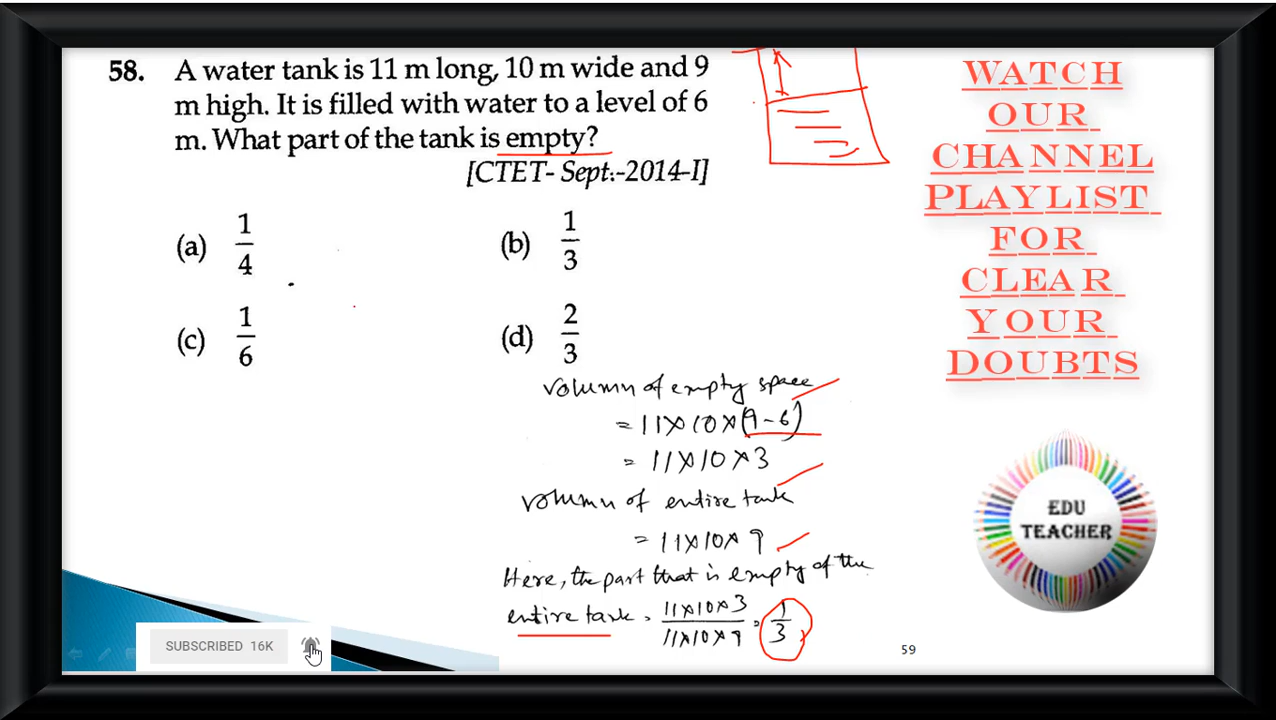 58. A water tank is 11 m long, 10 m wide and 9
m high. It is filled with water to a level of 6
m. What part of the tank is empty?
[CTET- Sept.-2014-I]
(a) 1/4 (b) 1/3
(c) 1/6 (d) 2/3
volumn of empty space
= 11×10×(9-6)
= 11×10×3
volumn of entire tank
= 11×10×9
Here, the part that is empty of the
entire tank = 11×10×3/11×10×9 = 1/3
WATCH
OUR
CHANNEL
PLAYLIST
FOR
CLEAR
YOUR
DOUBTS
EDU
TEACHER
SUBSCRIBED 16K
59